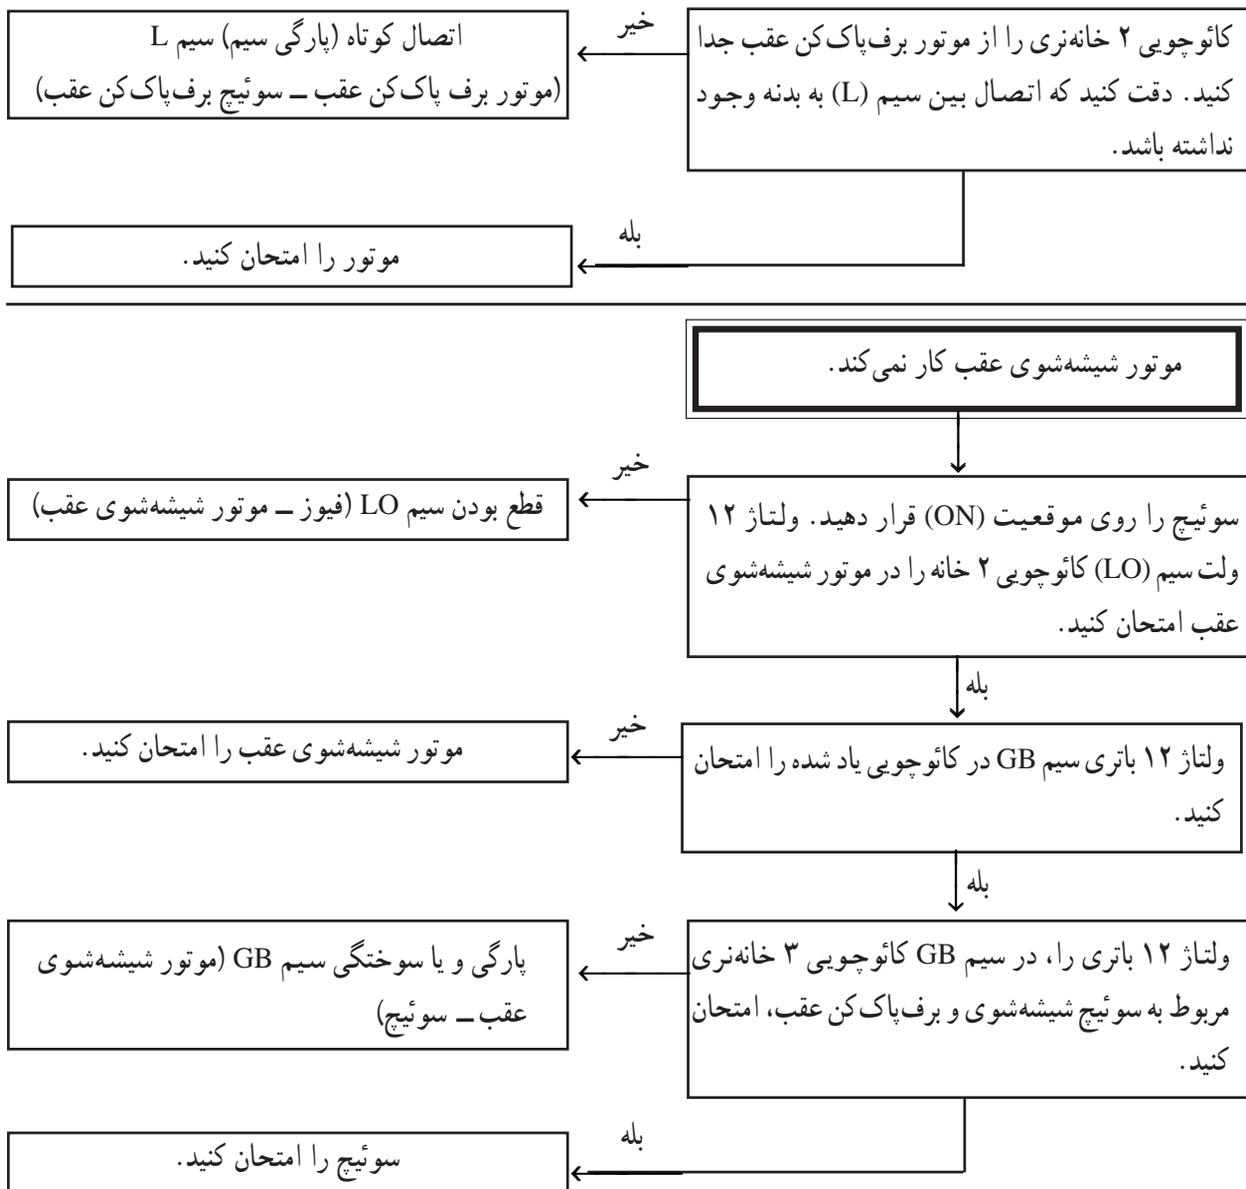 کائوچویی ۲ خانه‌نری را از موتور برف‌پاک‌کن عقب جدا
کنید. دقت کنید که اتصال بین سیم (L) به بدنه وجود
نداشته باشد.
خیر
اتصال کوتاه (پارگی سیم) سیم L
(موتور برف پاک‌کن عقب ــ سوئیچ برف‌پاک‌کن عقب)
بله
موتور را امتحان کنید.
موتور شیشه‌شوی عقب کار نمی‌کند.
سوئیچ را روی موقعیت (ON) قرار دهید. ولتاژ ۱۲
ولت سیم (LO) کائوچویی ۲ خانه را در موتور شیشه‌شوی
عقب امتحان کنید.
خیر
قطع بودن سیم LO (فیوز ــ موتور شیشه‌شوی عقب)
بله
ولتاژ ۱۲ باتری سیم GB در کائوچویی یاد شده را امتحان
کنید.
خیر
موتور شیشه‌شوی عقب را امتحان کنید.
بله
ولتاژ ۱۲ باتری را، در سیم GB کائوچویی ۳ خانه‌نری
مربوط به سوئیچ شیشه‌شوی و برف‌پاک‌کن عقب، امتحان
کنید.
خیر
پارگی و یا سوختگی سیم GB (موتور شیشه‌شوی
عقب ــ سوئیچ)
بله
سوئیچ را امتحان کنید.